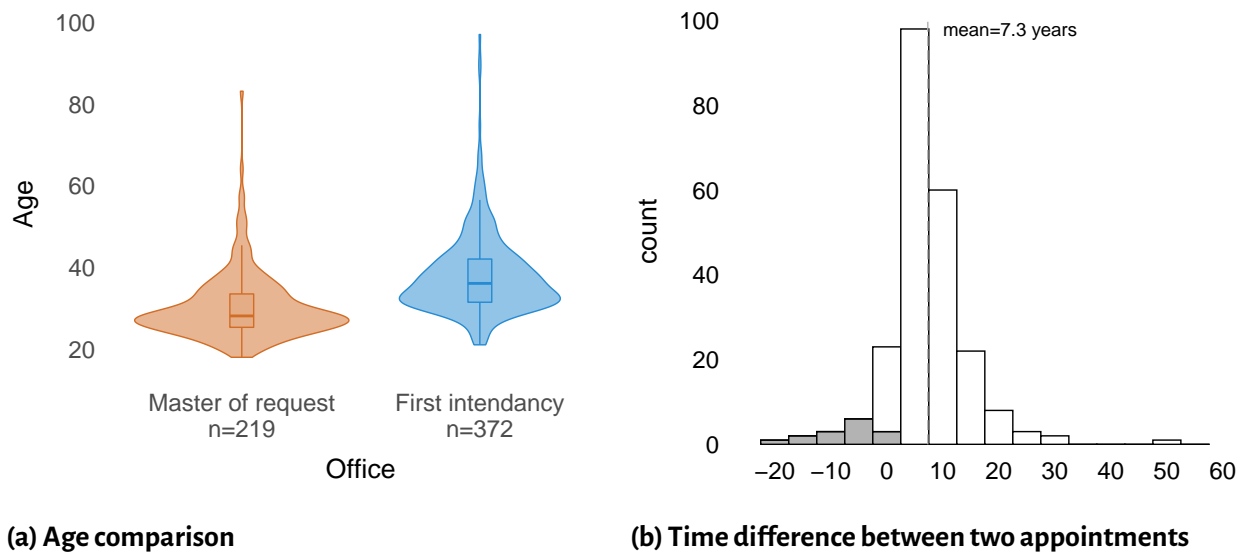 100
80
60
40
20
Age
Master of request
n=219
First intendancy
n=372
Office
(a) Age comparison
100
80
60
40
20
0
count
mean=7.3 years
−20 −10 0 10 20 30 40 50 60
(b) Time difference between two appointments